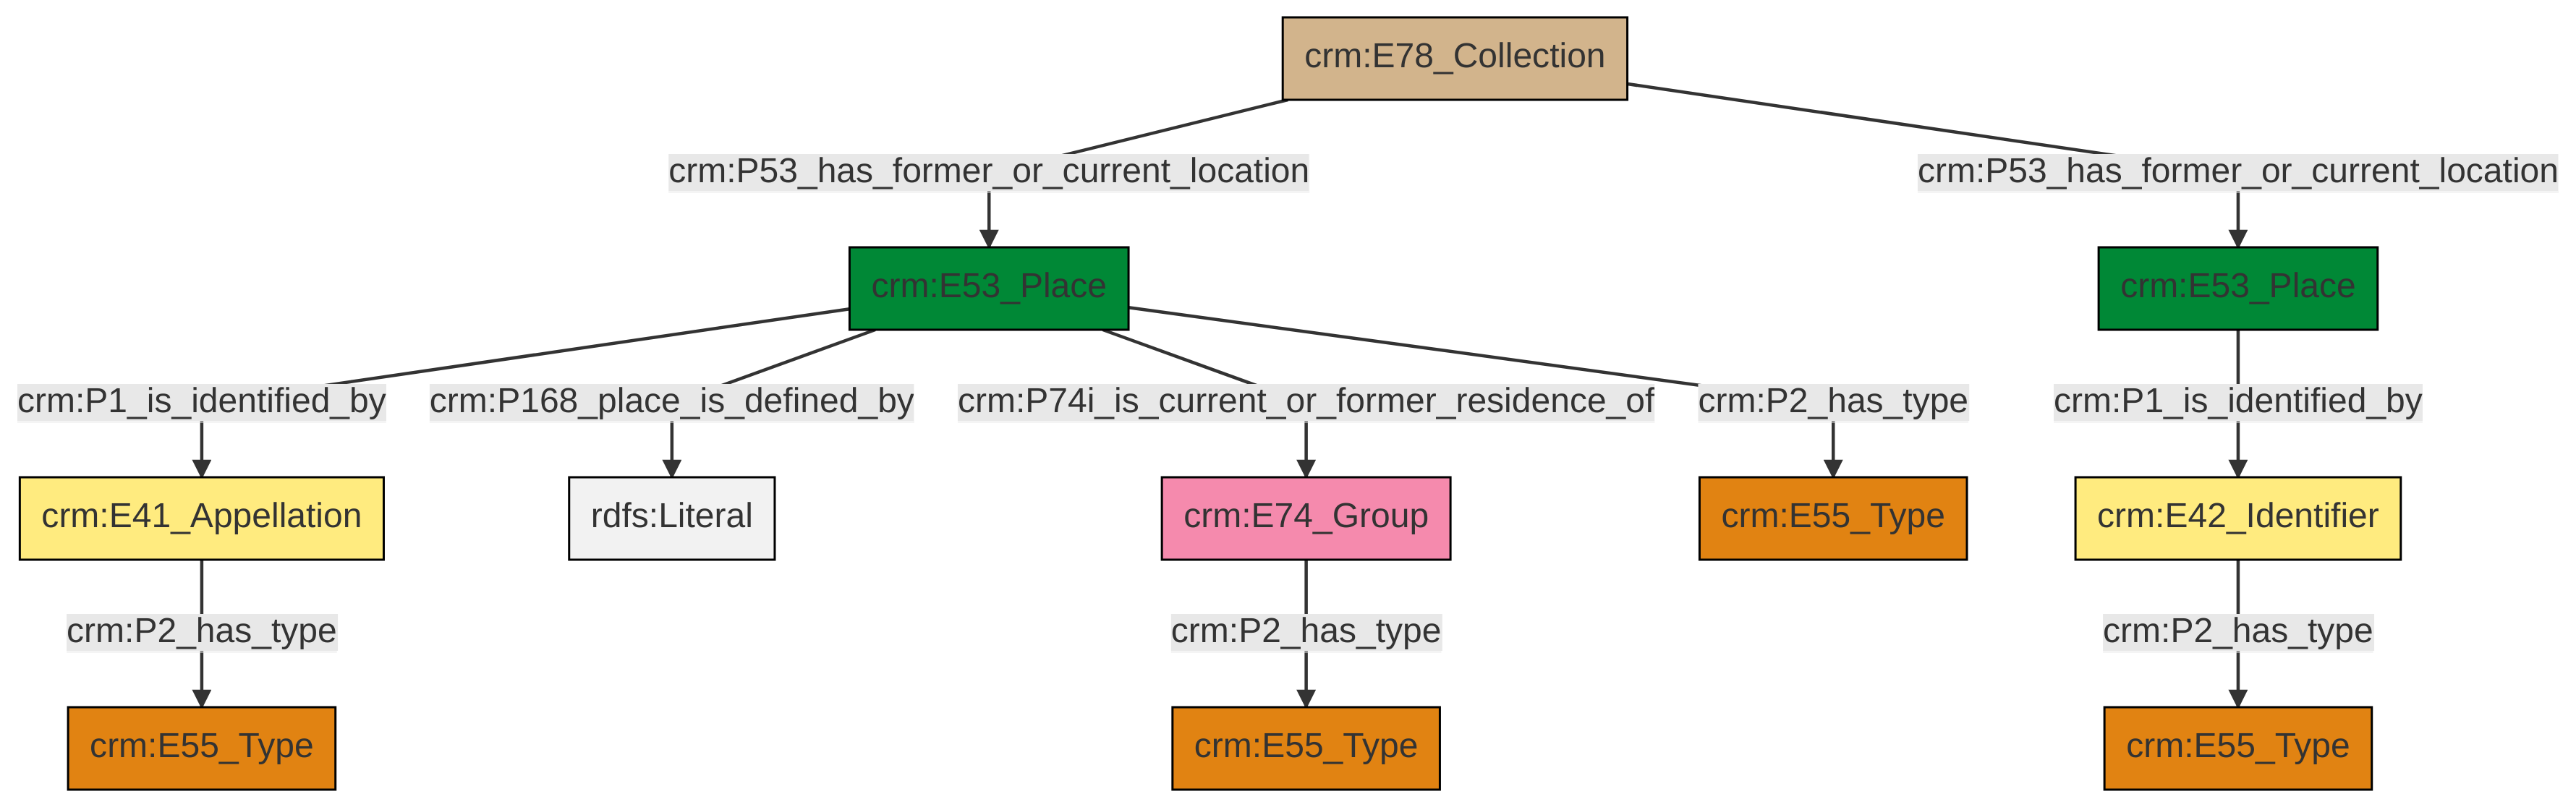 crm:E78_Collection
crm:P53_has_former_or_current_location
crm:P53_has_former_or_current_location
crm:E53_Place
crm:E53_Place
crm:P1_is_identified_by
crm:P168_place_is_defined_by
crm:P74i_is_current_or_former_residence_of
crm:P2_has_type
crm:P1_is_identified_by
crm:E41_Appellation
rdfs:Literal
crm:E74_Group
crm:E55_Type
crm:E42_Identifier
crm:P2_has_type
crm:P2_has_type
crm:P2_has_type
crm:E55_Type
crm:E55_Type
crm:E55_Type